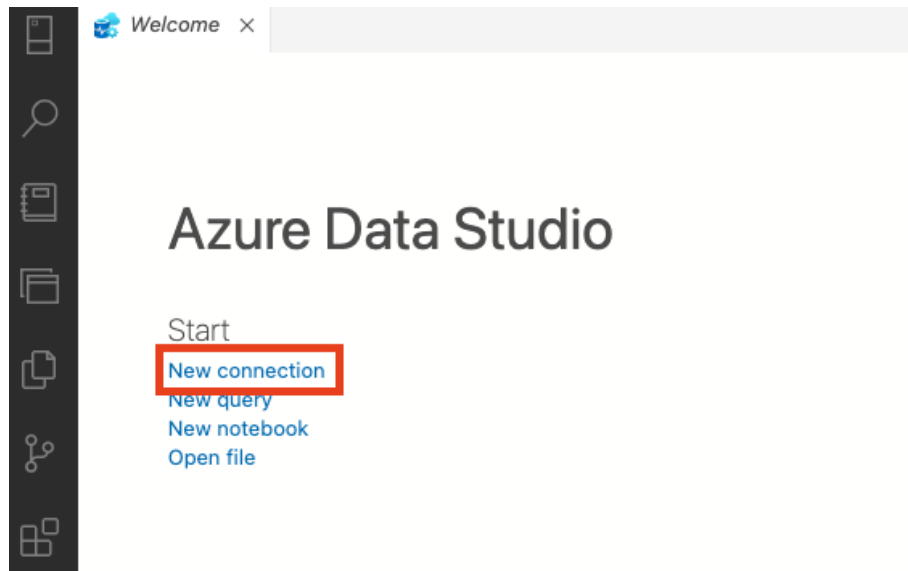 Welcome
Azure Data Studio
Start
New connection
New query
New notebook
Open file